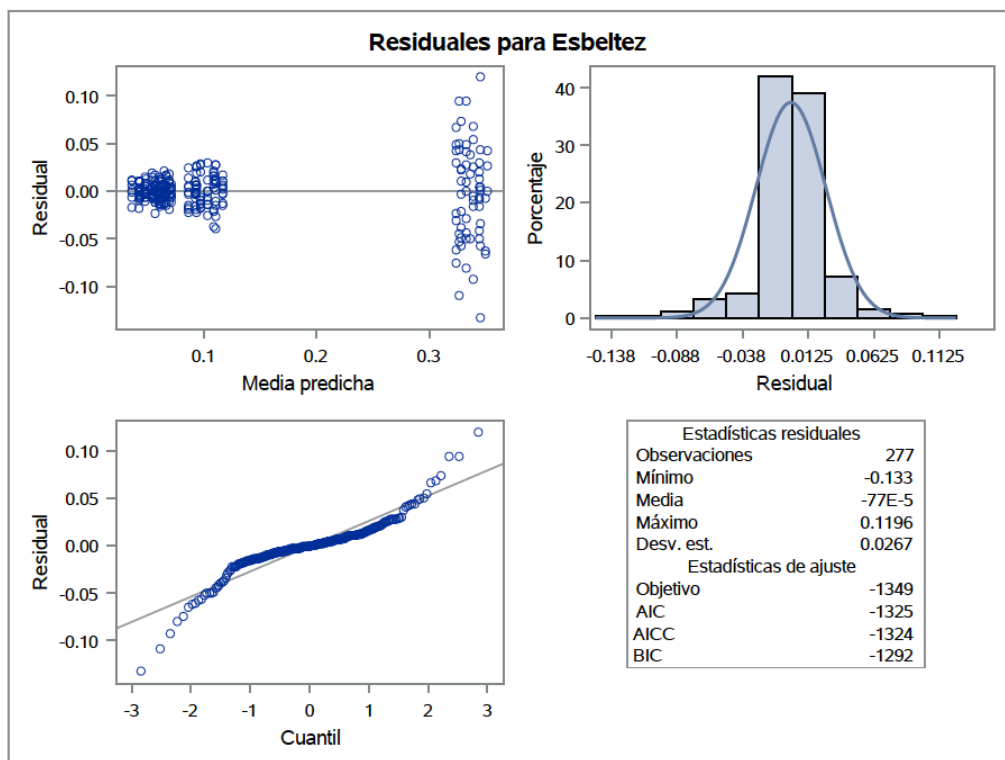 Residuales para Esbeltez
Residual
0.10
0.05
0.00
-0.05
-0.10
0.1
0.2
0.3
Media predicha
Porcentaje
40
30
20
10
0
-0.138
-0.088
-0.038
0.0125
0.0625
0.1125
Residual
Residual
0.10
0.05
0.00
-0.05
-0.10
-3
-2
-1
0
1
2
3
Cuantil
Estadísticas residuales
Observaciones 277
Mínimo -0.133
Media -77E-5
Máximo 0.1196
Desv. est. 0.0267
Estadísticas de ajuste
Objetivo -1349
AIC -1325
AICC -1324
BIC -1292